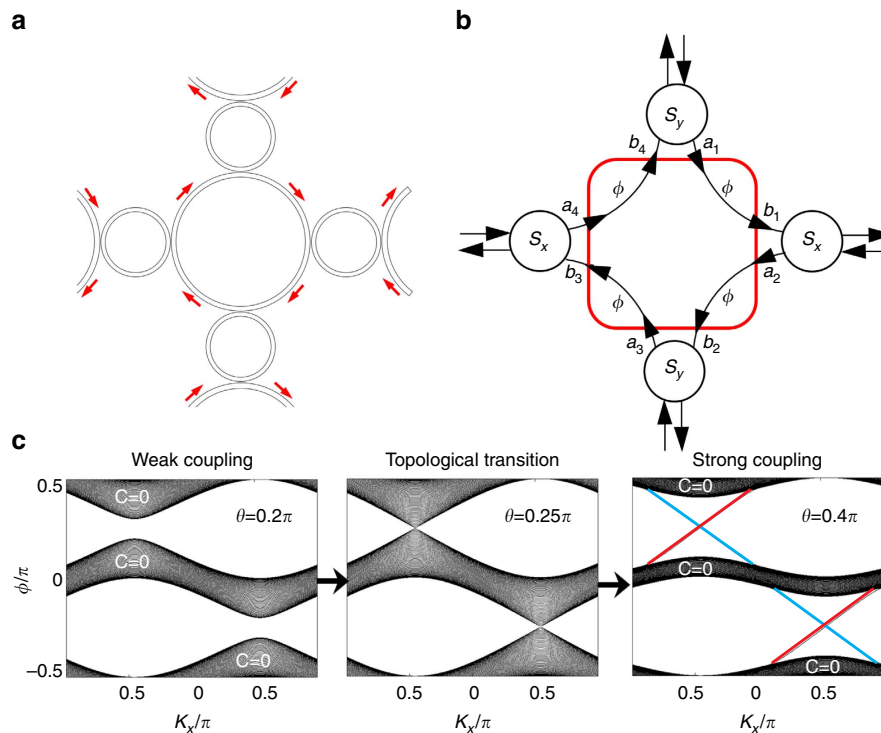 a
b
S_y
b_4
a_1
ϕ
ϕ
a_4
b_1
S_x
S_x
b_3
a_2
ϕ
ϕ
a_3
b_2
S_y
c
Weak coupling
Topological transition
Strong coupling
0.5
C=0
θ=0.2π
θ=0.25π
C=0
θ=0.4π
C=0
C=0
ϕ/π
0
C=0
C=0
−0.5
0.5 0 0.5
0.5 0 0.5
0.5 0 0.5
K_x/π
K_x/π
K_x/π